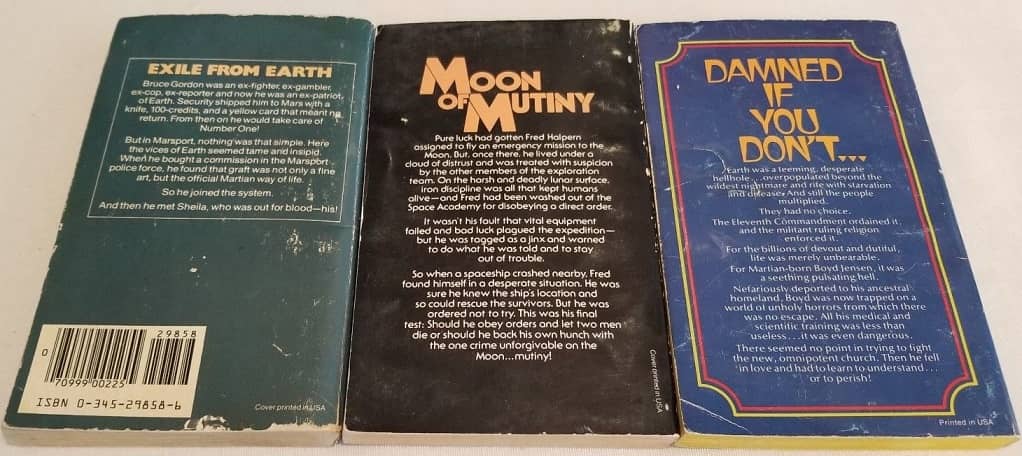 EXILE FROM EARTH
Bruce Gordon was an ex-fighter, ex-gambler,
ex-cop, ex-reporter and now he was an ex-patriot
of Earth. Security shipped him to Mars with a
knife, 100-credits, and a yellow card that meant no
return. From then on he would take care of
Number One!
But in Marsport, nothing was that simple. Here
the vices of Earth seemed tame and insipid.
When he bought a commission in the Marsport
police force, he found that graft was not only a fine
art, but the official Martian way of life.
So he joined the system.
And then he met Sheila, who was out for blood—his!
29858
0
70999 00225
ISBN 0-345-29858-6
Cover printed in USA
MOON
OF MUTINY
Pure luck had gotten Fred Halpern
assigned to fly an emergency mission to the
Moon. But, once there, he lived under a
cloud of distrust and was treated with suspicion
by the other members of the exploration
team. On the harsh and deadly lunar surface,
iron discipline was all that kept humans
alive—and Fred had been washed out of the
Space Academy for disobeying a direct order.
It wasn't his fault that vital equipment
failed and bad luck plagued the expedition—
but he was tagged as a jinx and warned
to do what he was told and to stay
out of trouble.
So when a spaceship crashed nearby, Fred
found himself in a desperate situation. He was
sure he knew the ship's location and
so could rescue the survivors. But he was
ordered not to try. This was his final
test: Should he obey orders and let two men
die or should he back his own hunch with
the one crime unforgivable on the
Moon...mutiny!
Cover printed in USA
DAMNED
IF
YOU
DON'T...
Earth was a teeming, desperate
hellhole...overpopulated beyond the
wildest nightmare and rife with starvation
and disease. And still the people
multiplied.
They had no choice.
The Eleventh Commandment ordained it,
and the militant ruling religion
enforced it.
For the billions of devout and dutiful,
life was merely unbearable.
For Martian-born Boyd Jensen, it was
a seething pulsating hell.
Nefariously deported to his ancestral
homeland, Boyd was now trapped on a
world of unholy horrors from which there
was no escape. All his medical and
scientific training was less than
useless...it was even dangerous.
There seemed no point in trying to fight
the new, omnipotent church. Then he fell
in love and had to learn to understand...
or to perish!
Printed in USA